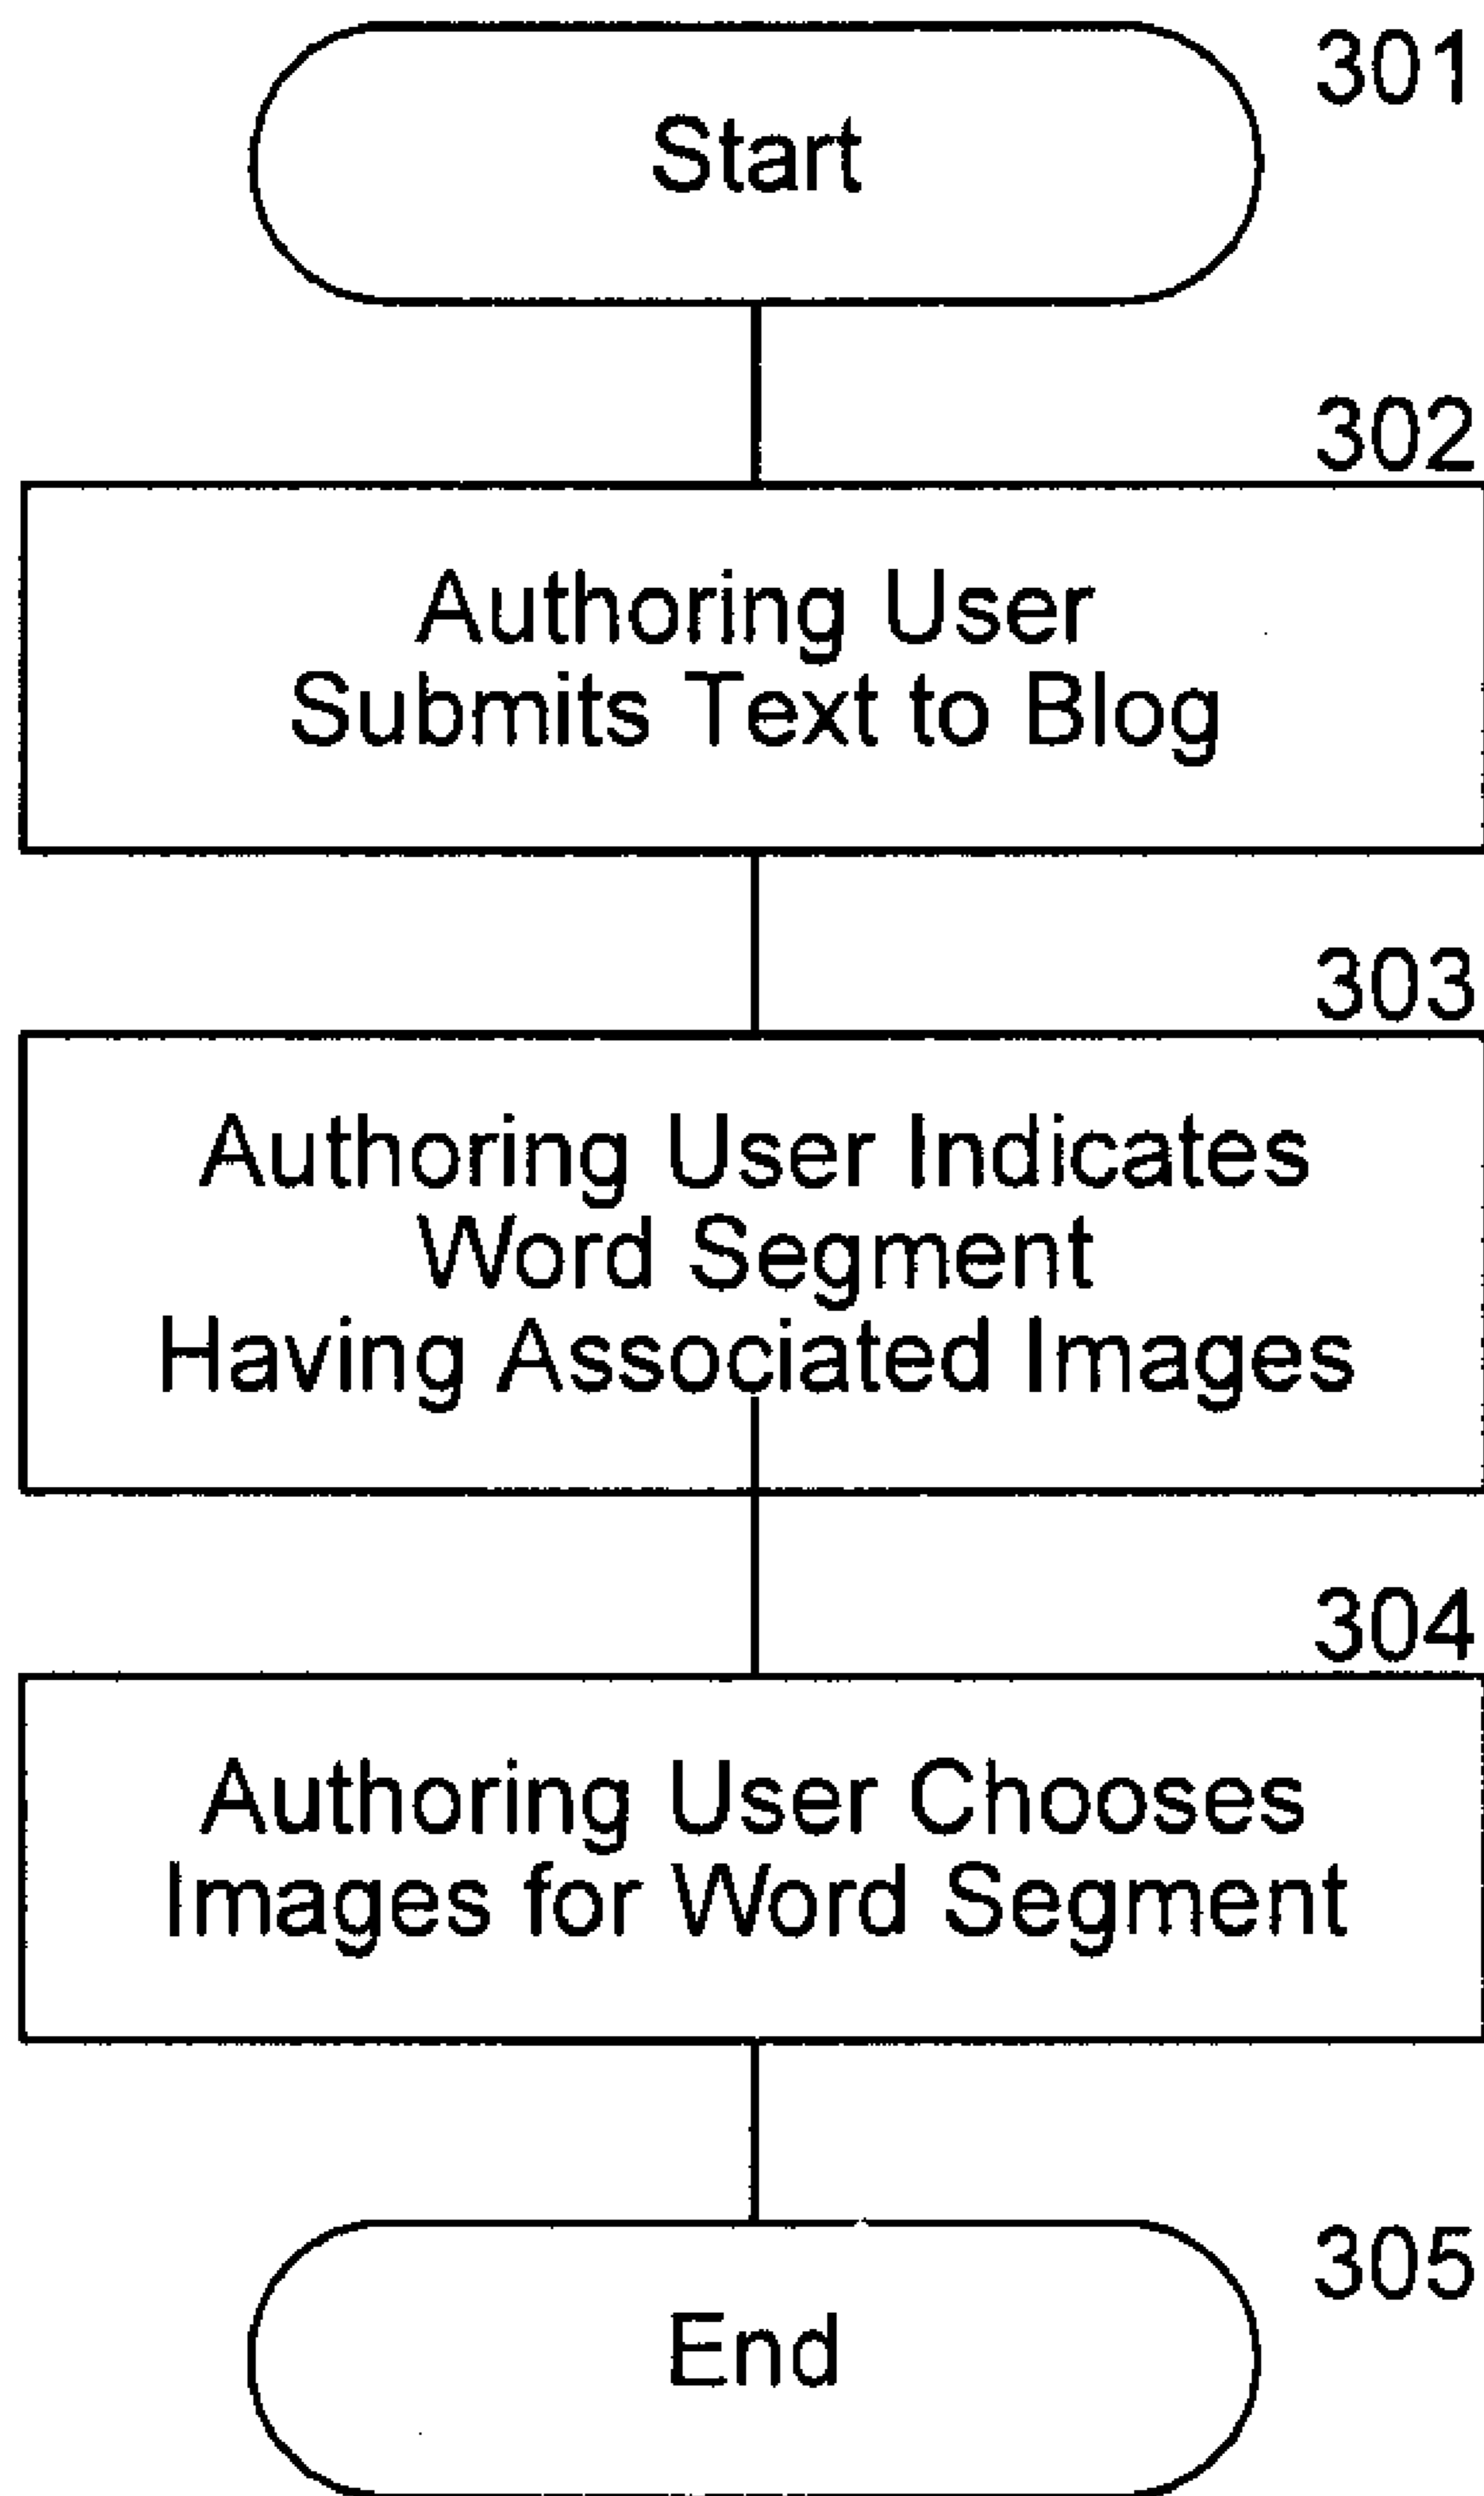 301
Start
302
Authoring User
Submits Text to Blog
303
Authoring User Indicates
Word Segment
Having Associated Images
304
Authoring User Chooses
Images for Word Segment
305
End